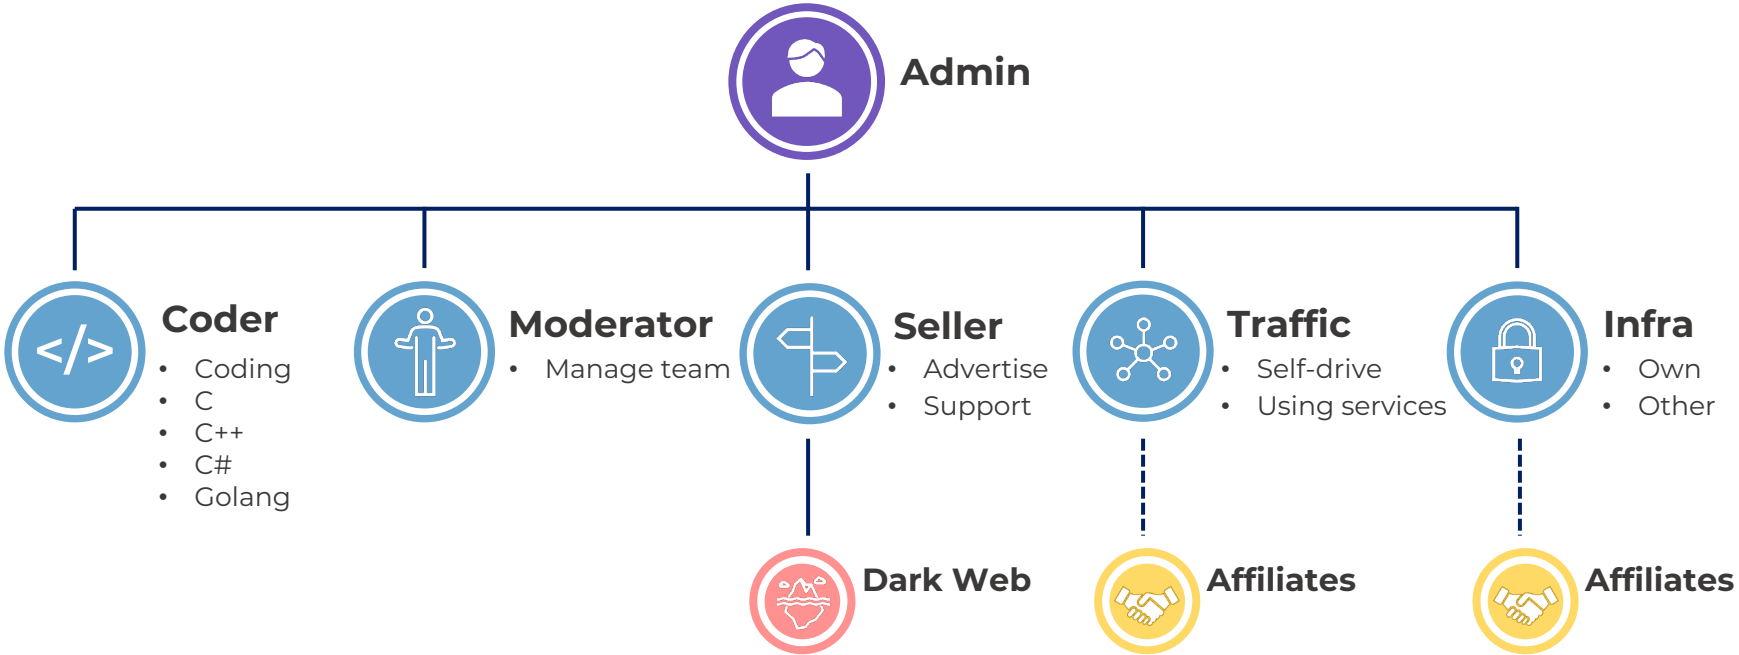 Admin
Coder
• Coding
• C
• C++
• C#
• Golang
Moderator
• Manage team
Seller
• Advertise
• Support
Traffic
• Self-drive
• Using services
Infra
• Own
• Other
Dark Web
Affiliates
Affiliates